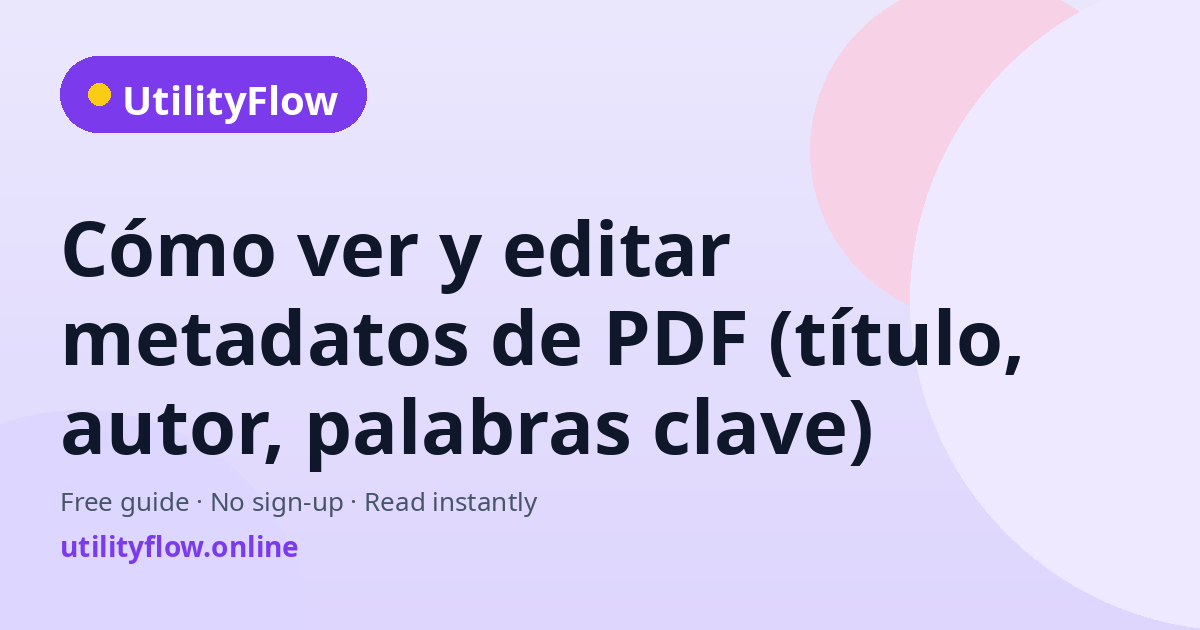 UtilityFlow
Cómo ver y editar
metadatos de PDF (título,
autor, palabras clave)
Free guide · No sign-up · Read instantly
utilityflow.online